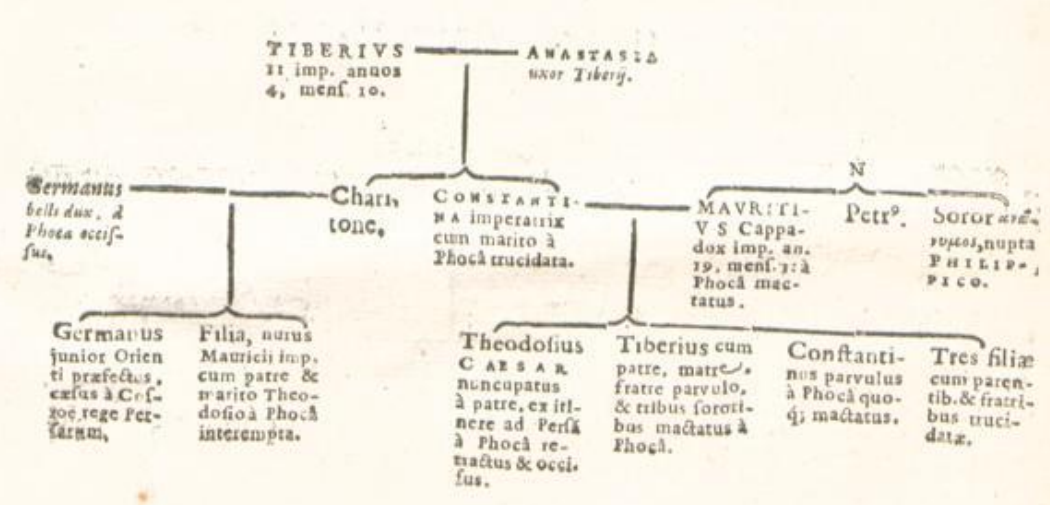 TIBERIVS
II imp. annos
4, mens. 10.
ANASTASIA
uxor Tiberij.
Germanus
belli dux, à
Phoca occis-
sus.
Chari,
tone.
CONSTANTI-
NA imperatrix
cum marito à
Phocâ trucidata.
N
MAVRITI-
VS Cappa-
dox imp. an.
19. mens. 3: à
Phocâ mac-
tatus.
Petr⁹.
Soror
nupta
PHILIP-
PICO.
Germanus
junior Orien
ti præfectus,
cæsus à Cos-
roe rege Per-
sarum.
Filia, nurus
Mauricii imp.
cum patre &
marito Theo-
dosio à Phocâ
interempta.
Theodosius
CAESAR
nuncupatus
à patre, ex iti-
nere ad Persā
à Phocâ re-
tractus & occi-
sus.
Tiberius cum
patre, matre,
fratre parvulo,
& tribus sorori-
bus mactatus à
Phocâ.
Constanti-
nus parvulus
à Phocâ quo-
q; mactatus.
Tres filiæ
cum paren-
tib. & fratri-
bus truci-
datæ.